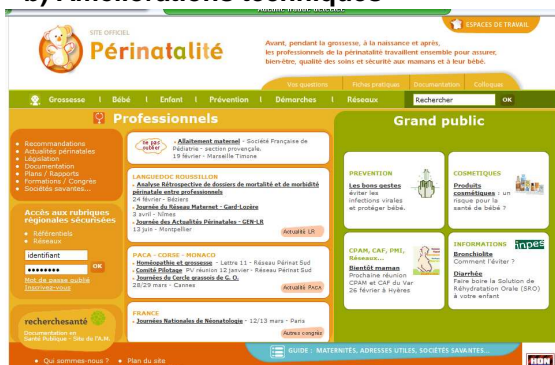 b) Améliorations techniques
ESPACES DE TRAVAIL
SITE OFFICIEL
Périnatalité
Avant, pendant la grossesse, à la naissance et après,
les professionnels de la périnatalité travaillent ensemble pour assurer,
bien-être, qualité des soins et sécurité aux mamans et à leur bébé.
Vos questions Fiches pratiques Documentation Colloques
Grossesse I Bébé I Enfant I Prévention I Démarches I Réseaux Rechercher OK
Professionnels
Recommandations
Actualités périnatales
Législation
Documentation
Plans / Rapports
Formations / Congrès
Sociétés savantes...
Accès aux rubriques
régionales sécurisées
Référentiels
Réseaux
identifiant
OK
Mot de passe oublié
Inscrivez-vous
recherchesanté
Documentation en
Santé Publique - Site de l'A.M.
ne pas
oublier
Allaitement maternel - Société Française de
Pédiatrie - section provençale.
19 février - Marseille Timone
LANGUEDOC ROUSSILLON
Analyse Rétrospective de dossiers de mortalité et de morbidité
périnatale entre professionnels
24 février - Béziers
Journée du Réseau Maternet - Gard-Lozère
3 avril - Nîmes
Journée des Actualités Périnatales - GEN-LR
13 juin - Montpellier
Actualité LR
PACA - CORSE - MONACO
Homéopathie et grossesse - Lettre 11 - Réseau Périnat Sud
Comité Pilotage PV réunion 12 janvier - Réseau Périnat Sud
Journées du Cercle grasseis de G. O.
28/29 mars - Cannes
Actualité PACA
FRANCE
Journées Nationales de Néonatologie - 12/13 mars - Paris
Autres congrès
Grand public
PREVENTION
Les bons gestes
éviter les
infections virales
et protéger bébé.
COSMETIQUES
Produits
cosmétiques : un
risque pour la
santé de bébé ?
CPAM, CAF, PMI,
Réseaux...
Bientôt maman
Prochaine réunion
CPAM et CAF du Var
26 février à Hyères
INFORMATIONS inpes
Bronchiolite
Comment l'éviter ?
Diarrhée
Faire boire la Solution de
Réhydratation Orale (SRO)
à votre enfant
GUIDE : MATERNITÉS, ADRESSES UTILES, SOCIÉTÉS SAVANTES...
Qui sommes-nous ? Plan du site
HON